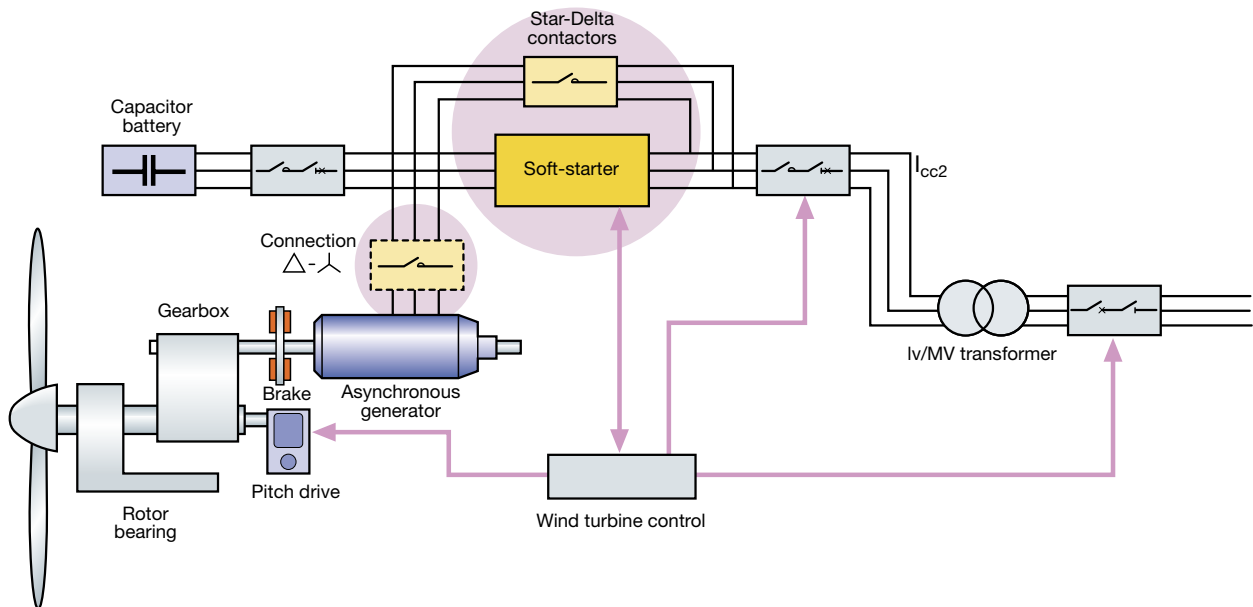 Star-Delta
contactors
Capacitor
battery
Soft-starter
Icc2
Connection
Gearbox
Brake
Asynchronous
generator
lv/MV transformer
Pitch drive
Rotor
bearing
Wind turbine control